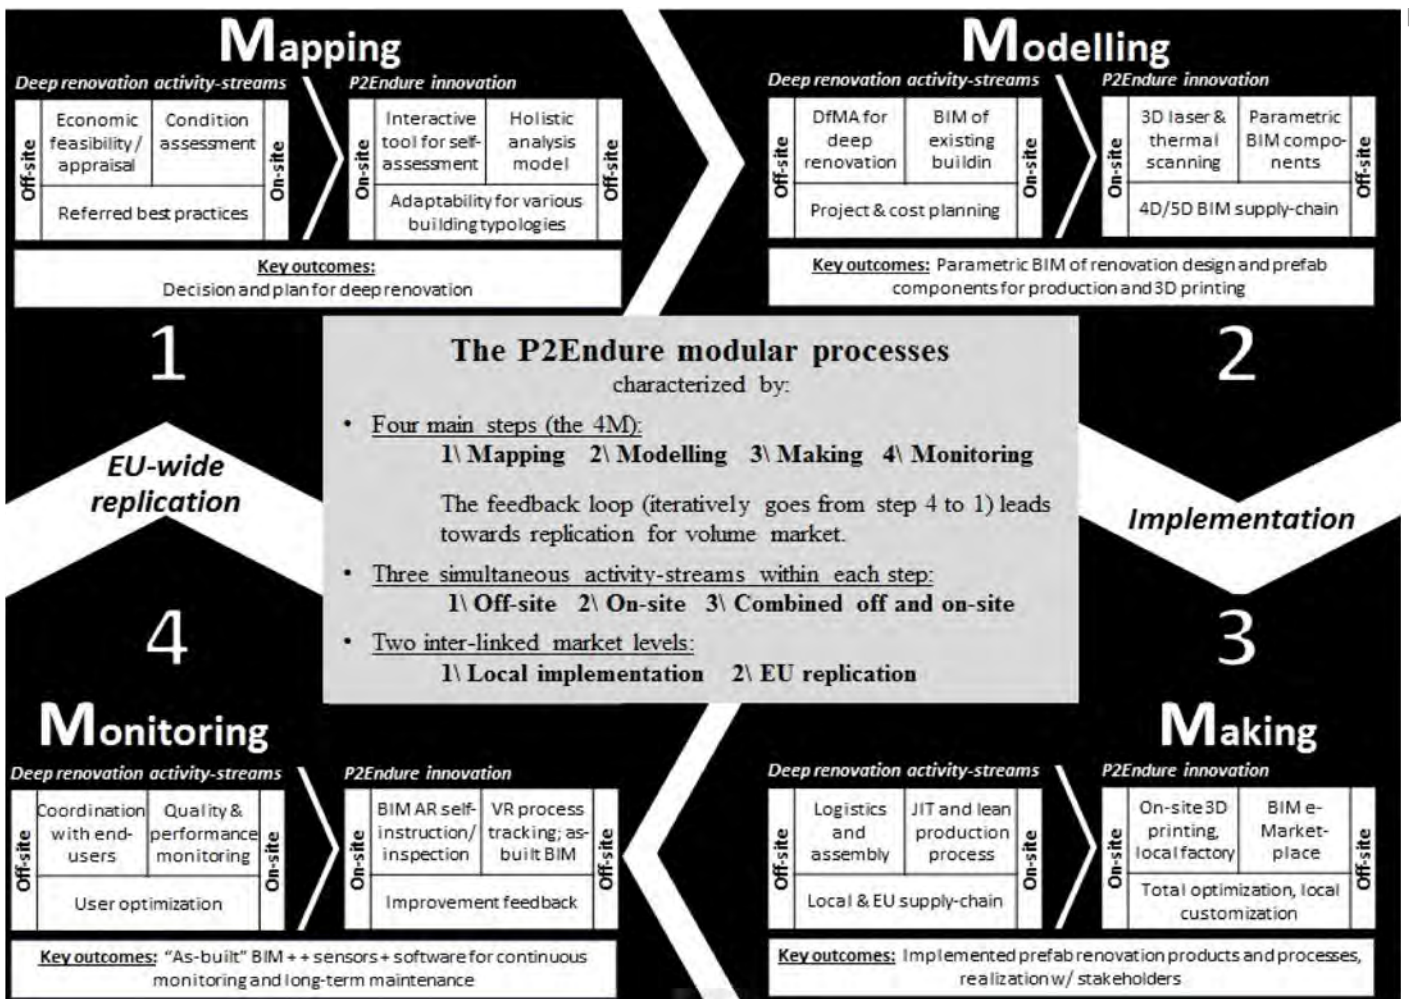 Mapping
Deep renovation activity-streams
P2Endure innovation
Off-site
Economic
feasibility/
appraisal
Condition
assessment
Referred best practices
On-site
On-site
Interactive
tool for self-
assessment
Holistic
analysis
model
Adaptability for various
building typologies
Off-site
Key outcomes:
Decision and plan for deep renovation
1
Modelling
Deep renovation activity-streams
P2Endure innovation
Off-site
DfMA for
deep
renovation
BIM of
existing
buildin
Project & cost planning
On-site
On-site
3D laser &
thermal
scanning
Parametric
BIM compo-
nents
4D/5D BIM supply-chain
Off-site
Key outcomes: Parametric BIM of renovation design and prefab
components for production and 3D printing
2
The P2Endure modular processes
characterized by:
• Four main steps (the 4M):
1\ Mapping 2\ Modelling 3\ Making 4\ Monitoring
The feedback loop (iteratively goes from step 4 to 1) leads
towards replication for volume market.
• Three simultaneous activity-streams within each step:
1\ Off-site 2\ On-site 3\ Combined off and on-site
• Two inter-linked market levels:
1\ Local implementation 2\ EU replication
EU-wide
replication
Implementation
4
Monitoring
Deep renovation activity-streams
P2Endure innovation
Off-site
Coordination
with end-
users
Quality &
performance
monitoring
User optimization
On-site
On-site
BIM AR self-
instruction/
inspection
VR process
tracking; as-
built BIM
Improvement feedback
Off-site
Key outcomes: "As-built" BIM + + sensors + software for continuous
monitoring and long-term maintenance
3
Making
Deep renovation activity-streams
P2Endure innovation
Off-site
Logistics
and
assembly
JIT and lean
production
process
Local & EU supply-chain
On-site
On-site
On-site 3D
printing,
local factory
BIM e-
Market-
place
Total optimization, local
customization
Off-site
Key outcomes: Implemented prefab renovation products and processes,
realization w/ stakeholders